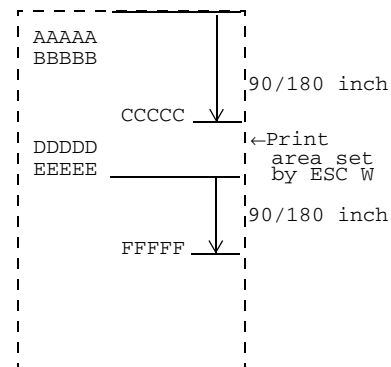 AAAAA
BBBBB
90/180 inch
CCCCC
←Print
area set
by ESC W
DDDDD
EEEEE
90/180 inch
FFFFF